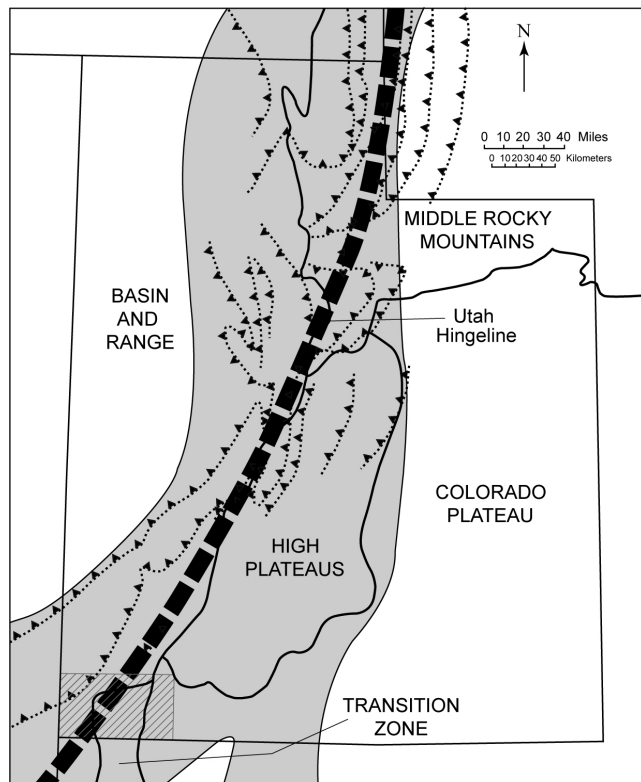 N
0 10 20 30 40 Miles
0 10 20 30 40 50 Kilometers
MIDDLE ROCKY
MOUNTAINS
BASIN
AND
RANGE
Utah
Hingeline
COLORADO
PLATEAU
HIGH
PLATEAUS
TRANSITION
ZONE